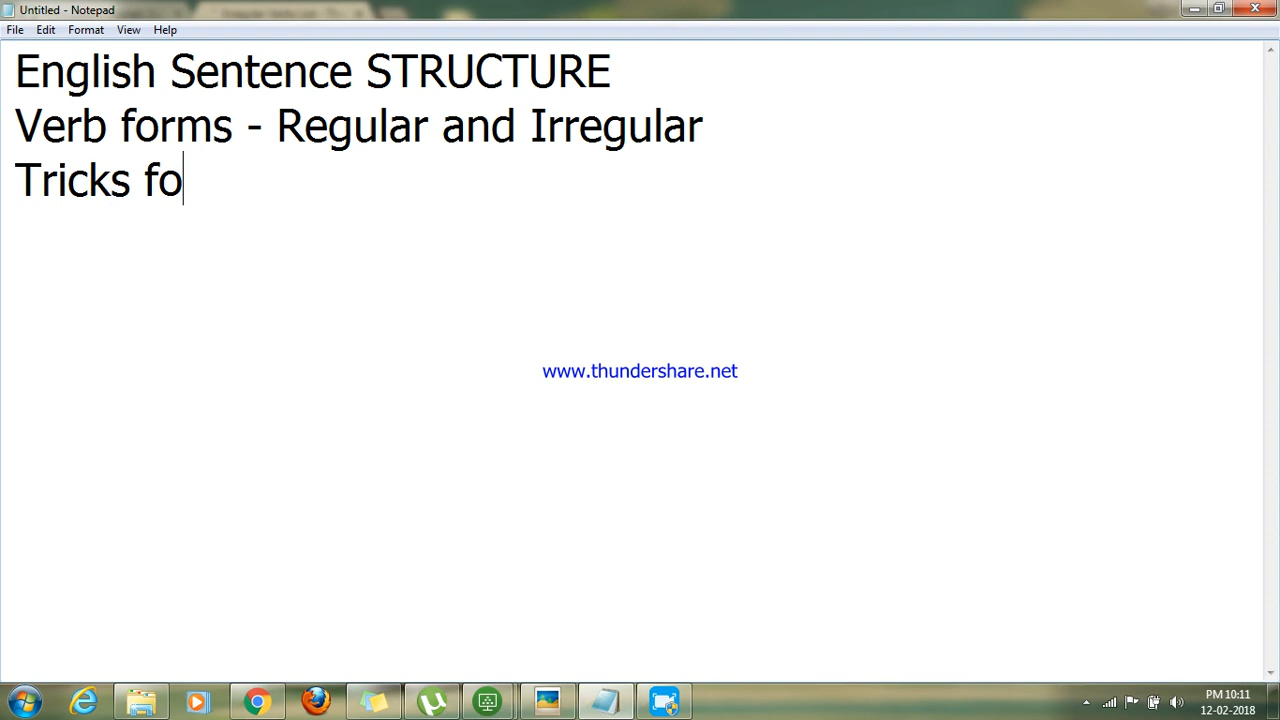 Untitled - Notepad
File Edit Format View Help
English Sentence STRUCTURE
Verb forms - Regular and Irregular
Tricks fo
www.thundershare.net
PM 10:11
12-02-2018